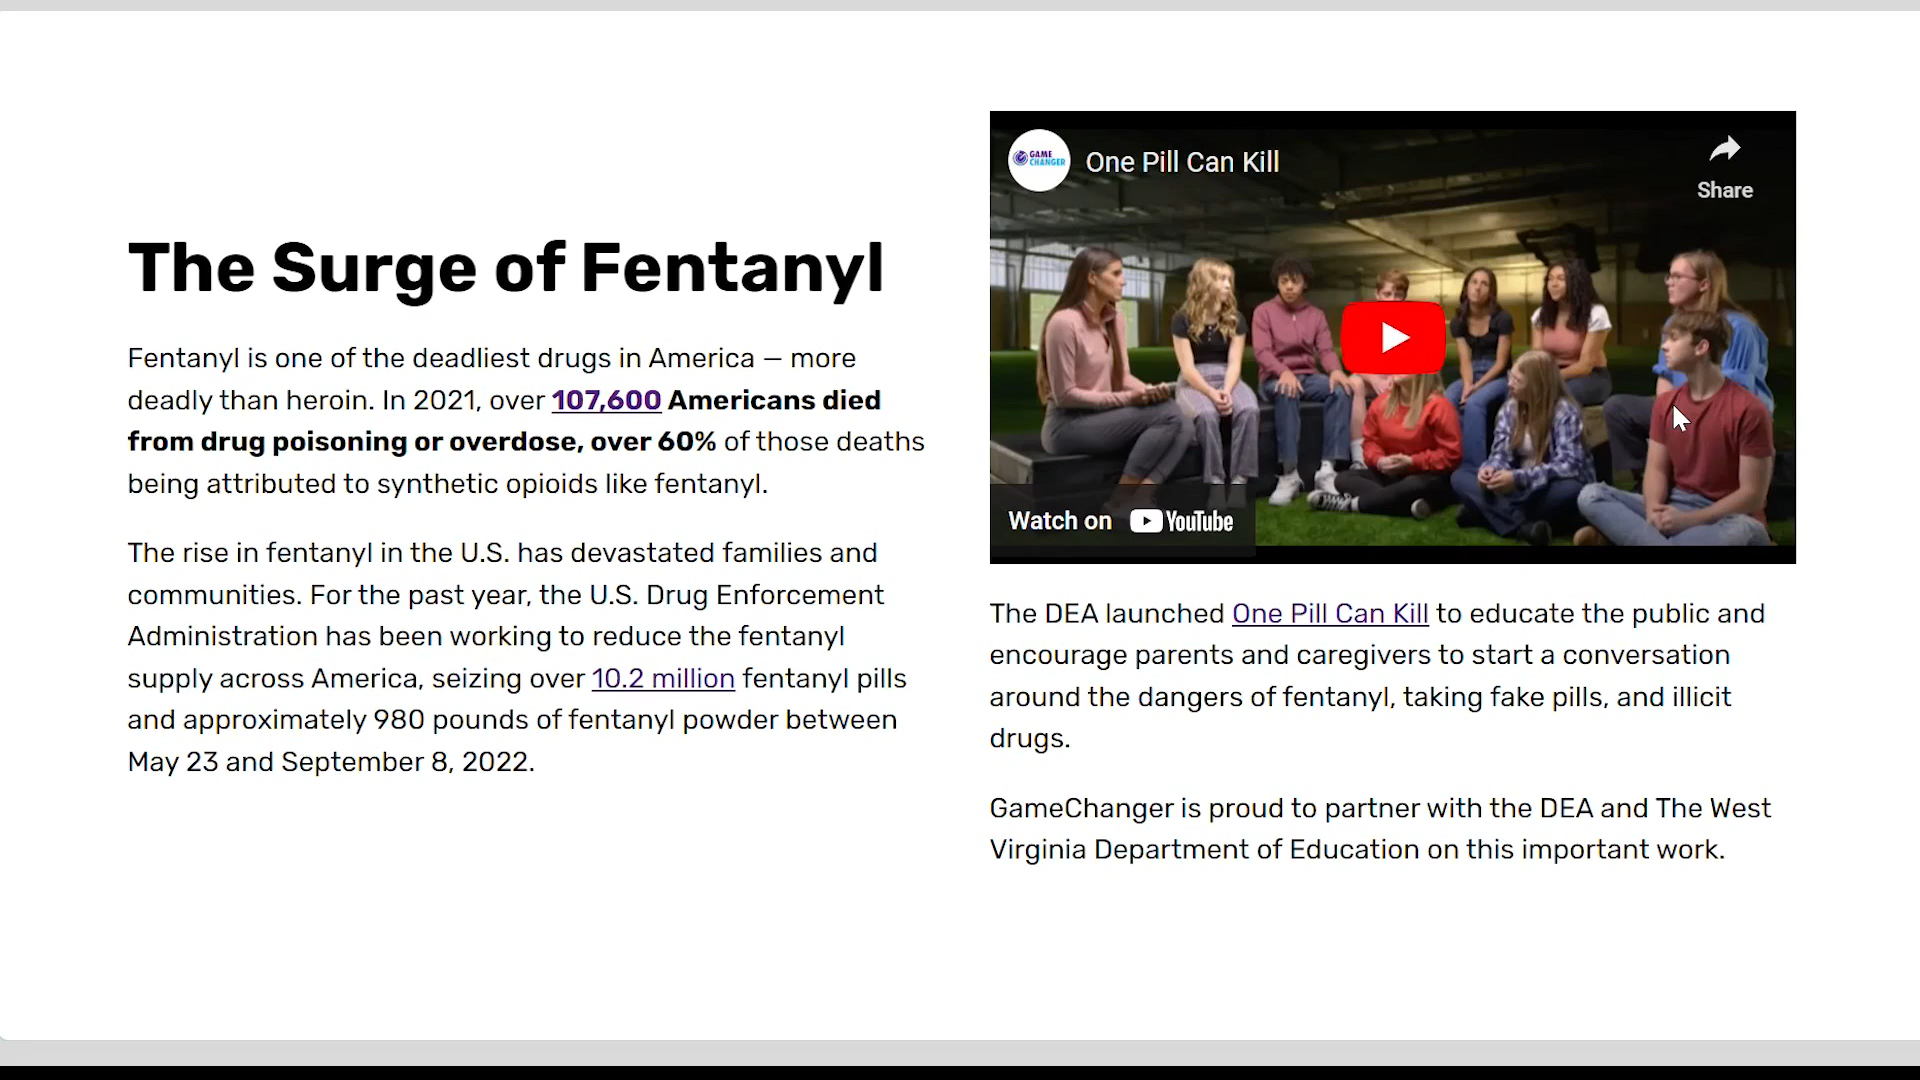 The Surge of Fentanyl
Fentanyl is one of the deadliest drugs in America — more
deadly than heroin. In 2021, over 107,600 Americans died
from drug poisoning or overdose, over 60% of those deaths
being attributed to synthetic opioids like fentanyl.
The rise in fentanyl in the U.S. has devastated families and
communities. For the past year, the U.S. Drug Enforcement
Administration has been working to reduce the fentanyl
supply across America, seizing over 10.2 million fentanyl pills
and approximately 980 pounds of fentanyl powder between
May 23 and September 8, 2022.
GAME
CHANGER
One Pill Can Kill
Share
Watch on YouTube
The DEA launched One Pill Can Kill to educate the public and
encourage parents and caregivers to start a conversation
around the dangers of fentanyl, taking fake pills, and illicit
drugs.
GameChanger is proud to partner with the DEA and The West
Virginia Department of Education on this important work.